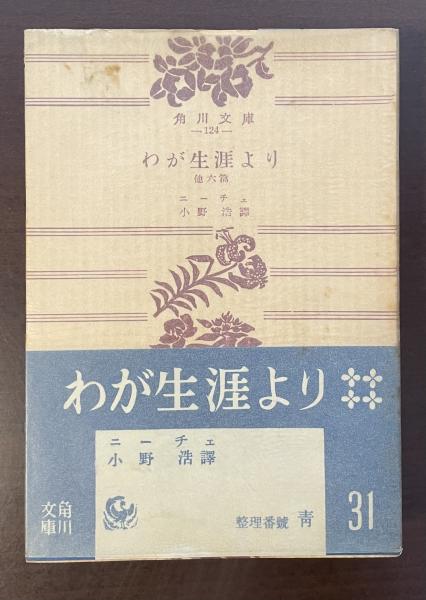 角川文庫
—124—
わが生涯より
他六篇
ニーチェ
小野浩譯
わが生涯より
ニーチェ
小野浩譯
角川文庫
整理番號 靑
31